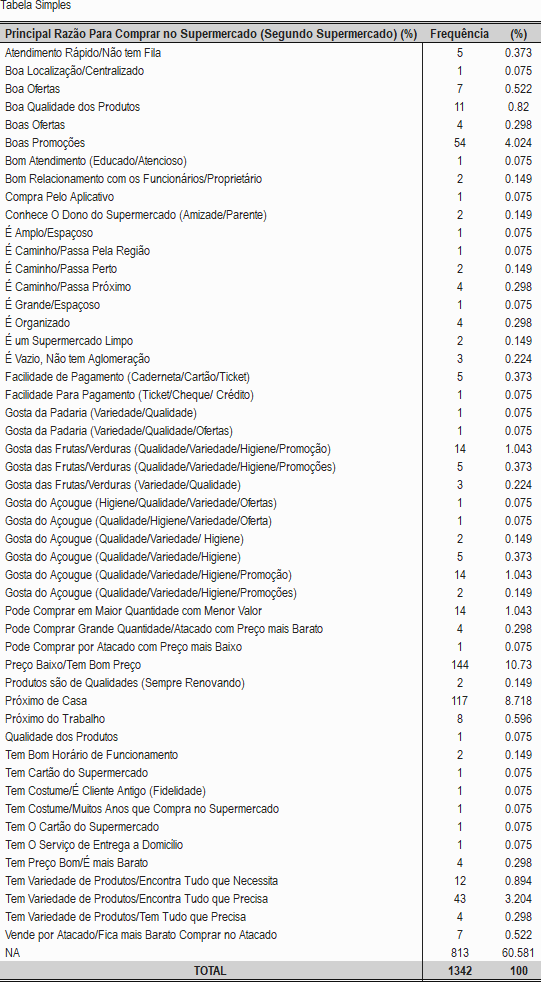 Tabela Simples
Principal Razão Para Comprar no Supermercado (Segundo Supermercado) (%) Frequência (%)
Atendimento Rápido/Não tem Fila 5 0.373
Boa Localização/Centralizado 1 0.075
Boa Ofertas 7 0.522
Boa Qualidade dos Produtos 11 0.82
Boas Ofertas 4 0.298
Boas Promoções 54 4.024
Bom Atendimento (Educado/Atencioso) 1 0.075
Bom Relacionamento com os Funcionários/Proprietário 2 0.149
Compra Pelo Aplicativo 1 0.075
Conhece O Dono do Supermercado (Amizade/Parente) 2 0.149
É Amplo/Espaçoso 1 0.075
É Caminho/Passa Pela Região 1 0.075
É Caminho/Passa Perto 2 0.149
É Caminho/Passa Próximo 4 0.298
É Grande/Espaçoso 1 0.075
É Organizado 4 0.298
É um Supermercado Limpo 2 0.149
É Vazio, Não tem Aglomeração 3 0.224
Facilidade de Pagamento (Caderneta/Cartão/Ticket) 5 0.373
Facilidade Para Pagamento (Ticket/Cheque/ Crédito) 1 0.075
Gosta da Padaria (Variedade/Qualidade) 1 0.075
Gosta da Padaria (Variedade/Qualidade/Ofertas) 1 0.075
Gosta das Frutas/Verduras (Qualidade/Variedade/Higiene/Promoção) 14 1.043
Gosta das Frutas/Verduras (Qualidade/Variedade/Higiene/Promoções) 5 0.373
Gosta das Frutas/Verduras (Variedade/Qualidade) 3 0.224
Gosta do Açougue (Higiene/Qualidade/Variedade/Ofertas) 1 0.075
Gosta do Açougue (Qualidade/Higiene/Variedade/Oferta) 1 0.075
Gosta do Açougue (Qualidade/Variedade/ Higiene) 2 0.149
Gosta do Açougue (Qualidade/Variedade/Higiene) 5 0.373
Gosta do Açougue (Qualidade/Variedade/Higiene/Promoção) 14 1.043
Gosta do Açougue (Qualidade/Variedade/Higiene/Promoções) 2 0.149
Pode Comprar em Maior Quantidade com Menor Valor 14 1.043
Pode Comprar Grande Quantidade/Atacado com Preço mais Barato 4 0.298
Pode Comprar por Atacado com Preço mais Baixo 1 0.075
Preço Baixo/Tem Bom Preço 144 10.73
Produtos são de Qualidades (Sempre Renovando) 2 0.149
Próximo de Casa 117 8.718
Próximo do Trabalho 8 0.596
Qualidade dos Produtos 1 0.075
Tem Bom Horário de Funcionamento 2 0.149
Tem Cartão do Supermercado 1 0.075
Tem Costume/É Cliente Antigo (Fidelidade) 1 0.075
Tem Costume/Muitos Anos que Compra no Supermercado 1 0.075
Tem O Cartão do Supermercado 1 0.075
Tem O Serviço de Entrega a Domicílio 1 0.075
Tem Preço Bom/É mais Barato 4 0.298
Tem Variedade de Produtos/Encontra Tudo que Necessita 12 0.894
Tem Variedade de Produtos/Encontra Tudo que Precisa 43 3.204
Tem Variedade de Produtos/Tem Tudo que Precisa 4 0.298
Vende por Atacado/Fica mais Barato Comprar no Atacado 7 0.522
NA 813 60.581
TOTAL 1342 100